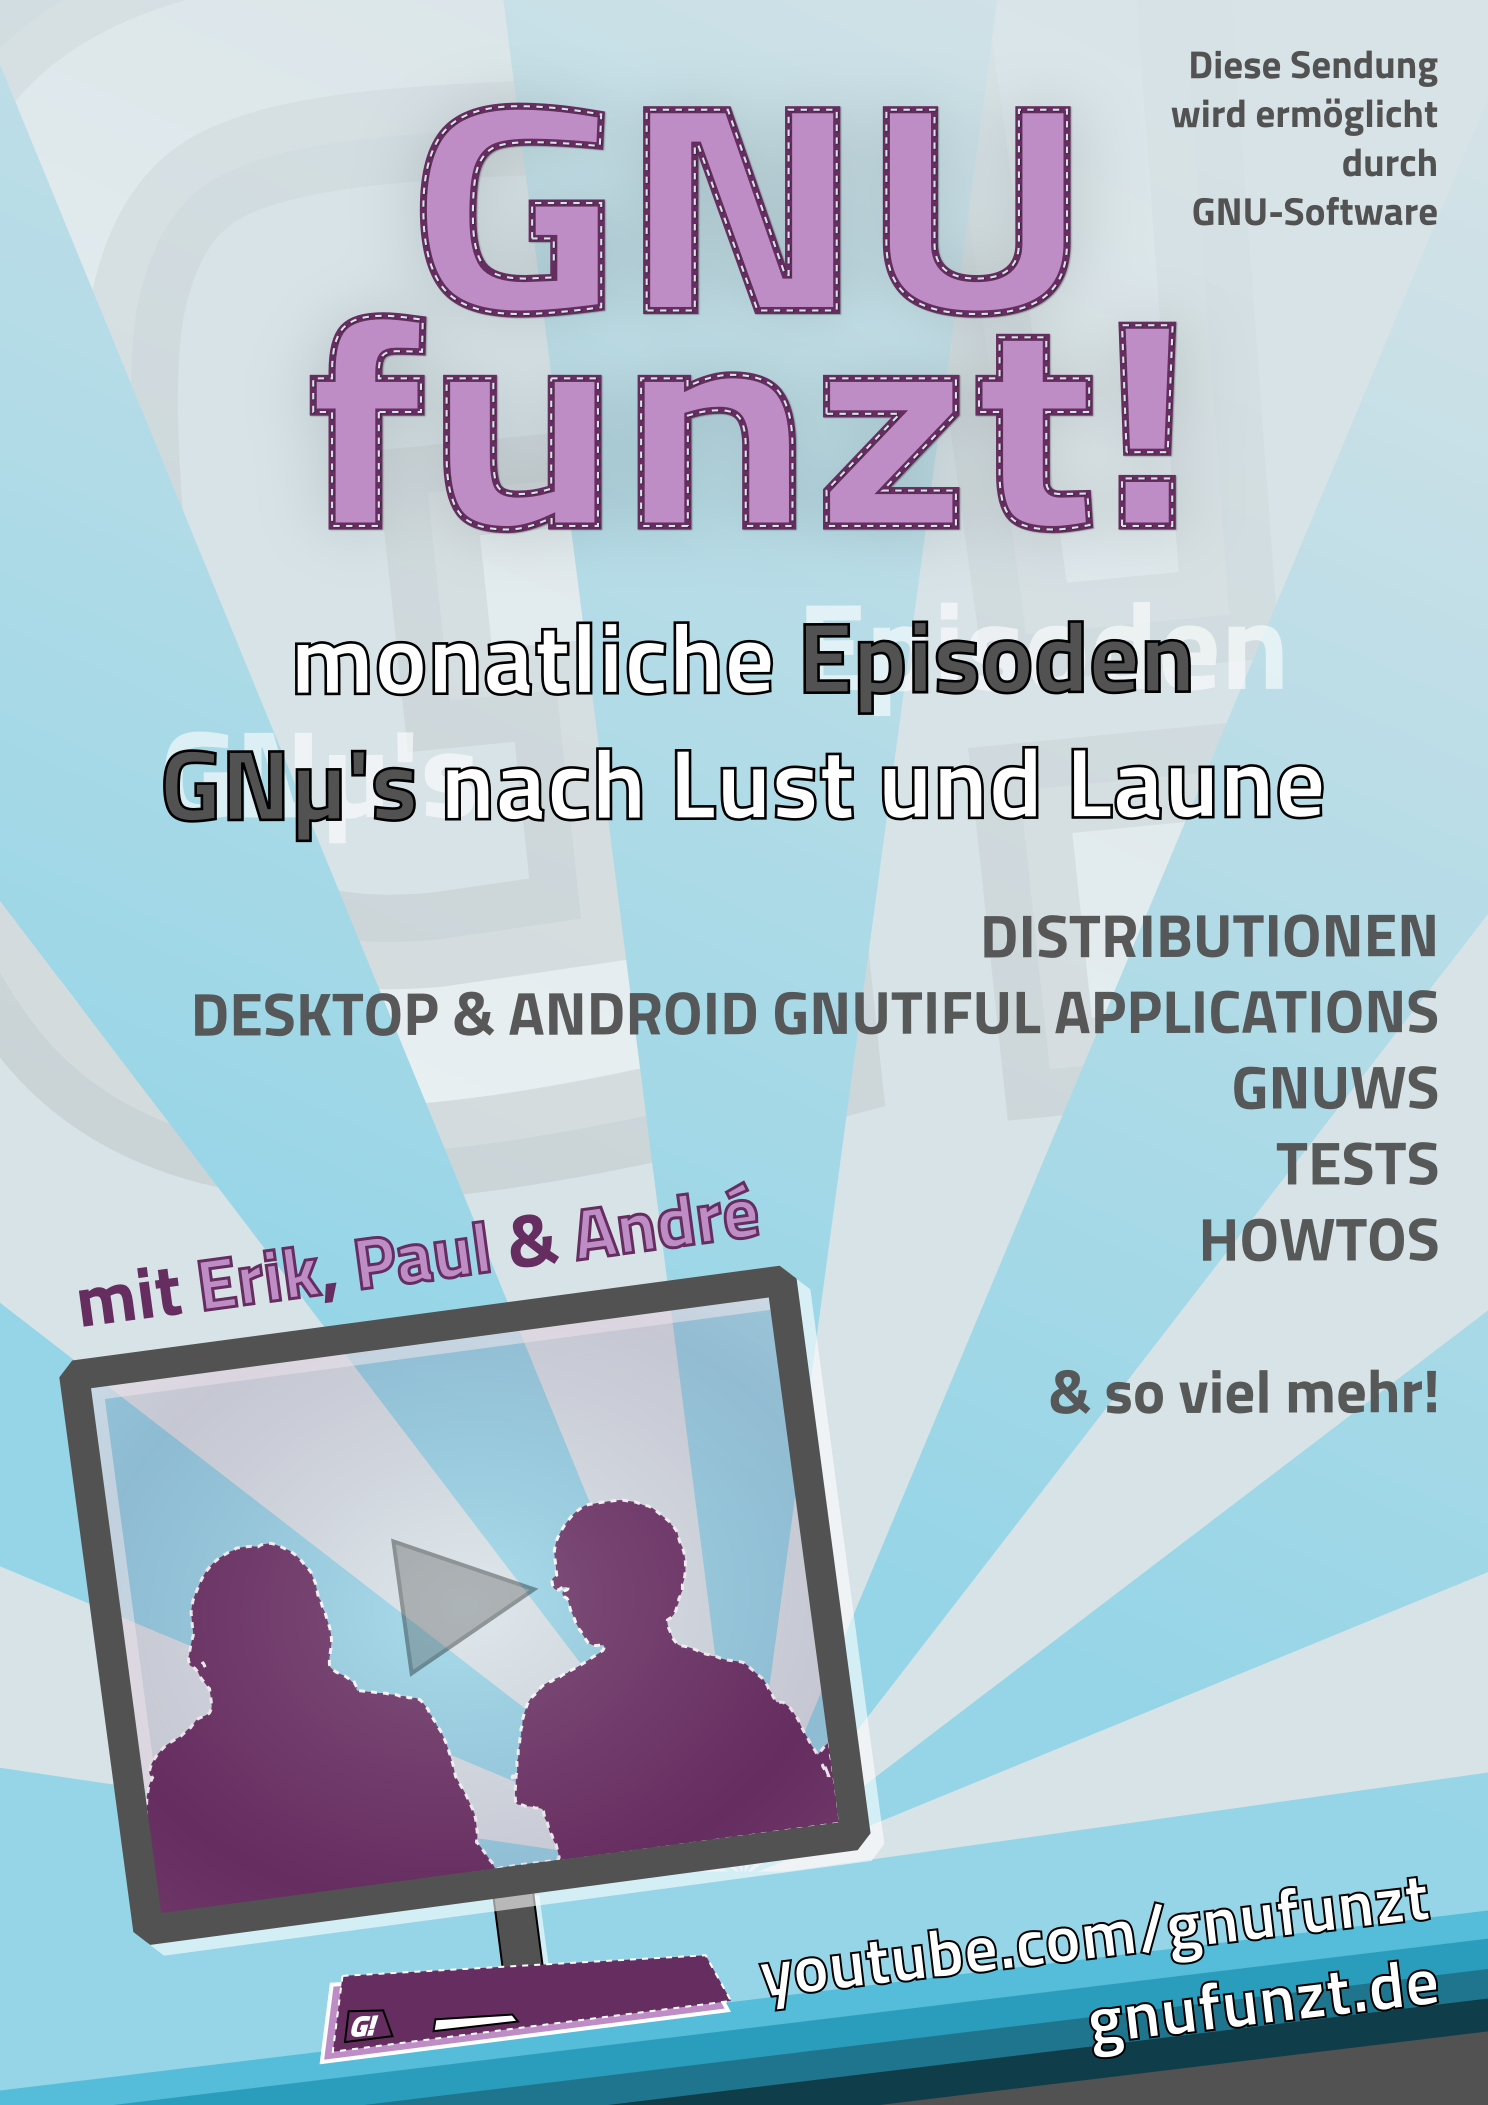 Diese Sendung
wird ermöglicht
durch
GNU-Software
GNU
funzt!
monatliche Episoden
GNµ's nach Lust und Laune
DISTRIBUTIONEN
DESKTOP & ANDROID GNUTIFUL APPLICATIONS
GNUWS
TESTS
HOWTOS
& so viel mehr!
mit Erik, Paul & André
G!
youtube.com/gnufunzt
gnufunzt.de